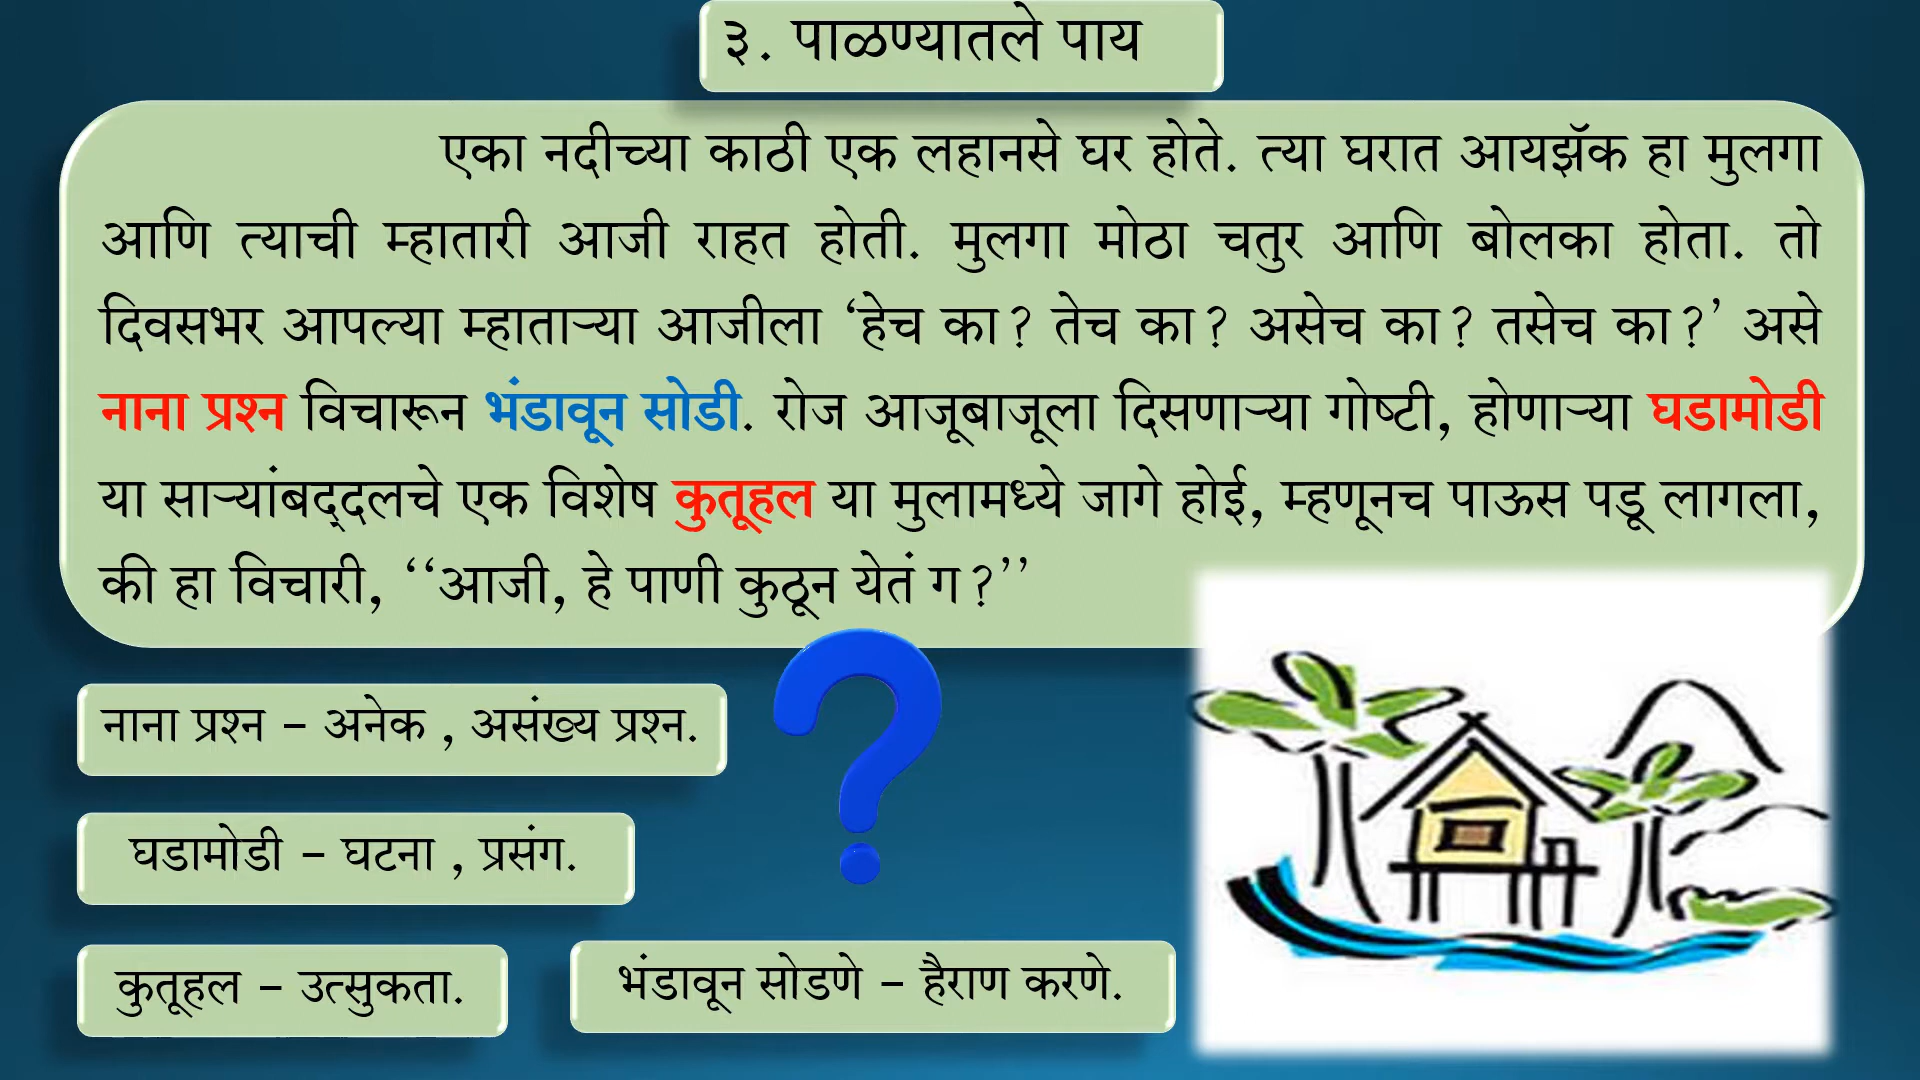 ३. पाळण्यातले पाय
एका नदीच्या काठी एक लहानसे घर होते. त्या घरात आयझॅक हा मुलगा
आणि त्याची म्हातारी आजी राहत होती. मुलगा मोठा चतुर आणि बोलका होता. तो
दिवसभर आपल्या म्हाताऱ्या आजीला ‘हेच का? तेच का? असेच का? तसेच का?’ असे
नाना प्रश्न विचारून भंडावून सोडी. रोज आजूबाजूला दिसणाऱ्या गोष्टी, होणाऱ्या घडामोडी
या साऱ्यांबद्‌दलचे एक विशेष कुतूहल या मुलामध्ये जागे होई, म्हणूनच पाऊस पडू लागला,
की हा विचारी, ‘‘आजी, हे पाणी कुठून येतं ग?’’
नाना प्रश्न – अनेक , असंख्य प्रश्न.
घडामोडी – घटना , प्रसंग.
कुतूहल – उत्सुकता.
भंडावून सोडणे – हैराण करणे.